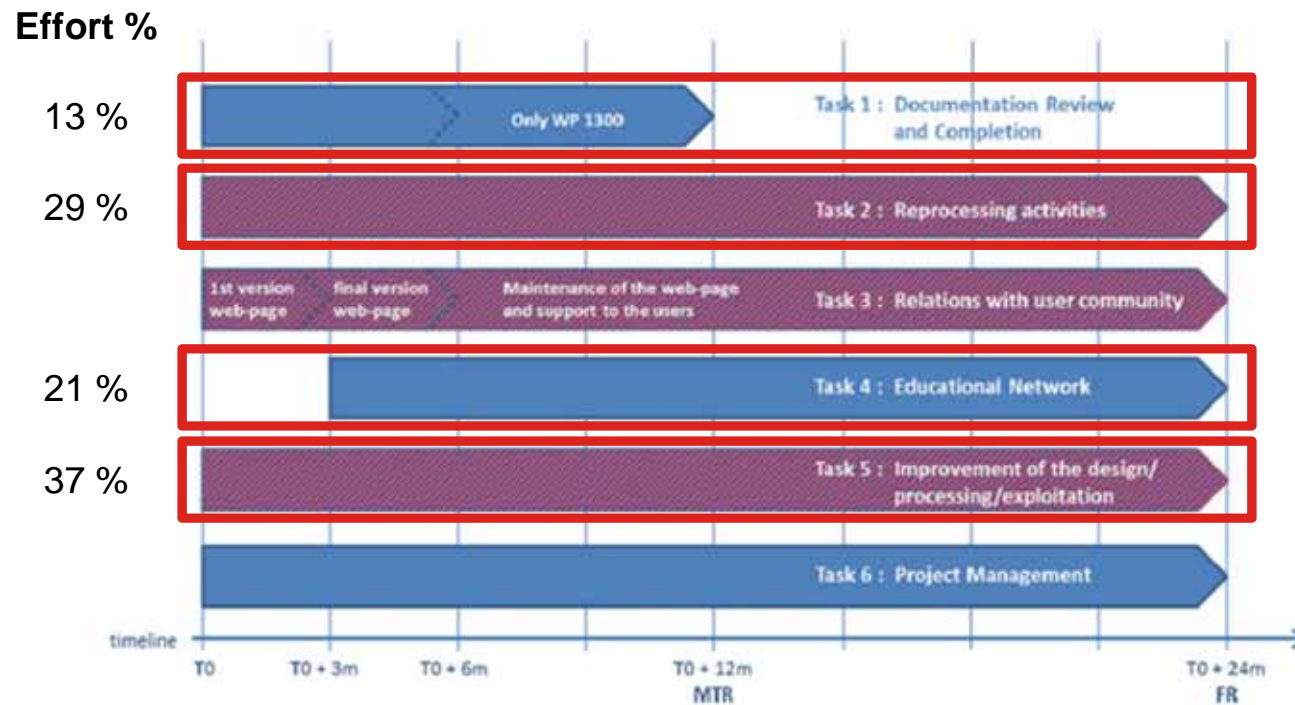 Effort %
13 %
Only WP 1300
Task 1 : Documentation Review
and Completion
29 %
Task 2 : Reprocessing activities
1st version
web-page
final version
web-page
Maintenance of the web-page
and support to the users
Task 3 : Relations with user community
21 %
Task 4 : Educational Network
37 %
Task 5 : Improvement of the design/
processing/exploitation
Task 6 : Project Management
timeline
T0
T0 + 3m
T0 + 6m
T0 + 12m
MTR
T0 + 24m
FR